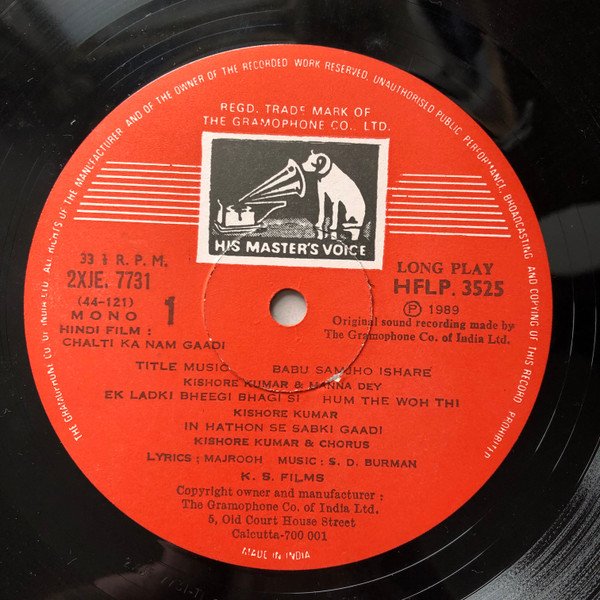 ALL RIGHTS OF THE MANUFACTURER AND OF THE OWNER OF THE RECORDED WORK RESERVED. UNAUTHORISED PUBLIC PERFORMANCE, BROADCASTING AND COPYING OF THIS RECORD PROHIBITED
REGD. TRADE MARK OF
THE GRAMOPHONE CO., LTD.
HIS MASTER'S VOICE
33 ⅓ R. P. M.
2XJE. 7731
(44-121)
MONO 1
HINDI FILM :
CHALTI KA NAM GAADI
LONG PLAY
HFLP. 3525
Ⓟ 1989
Original sound recording made by
The Gramophone Co. of India Ltd.
TITLE MUSIC BABU SAMJHO ISHARE
KISHORE KUMAR & MANNA DEY
EK LADKI BHEEGI BHAGI SI HUM THE WOH THI
KISHORE KUMAR
IN HATHON SE SABKI GAADI
KISHORE KUMAR & CHORUS
LYRICS ; MAJROOH MUSIC : S. D. BURMAN
K. S. FILMS
Copyright owner and manufacturer :
The Gramophone Co. of India Ltd.
5, Old Court House Street
Calcutta-700 001
MADE IN INDIA
THE GRAMOPHONE CO. OF INDIA LTD.